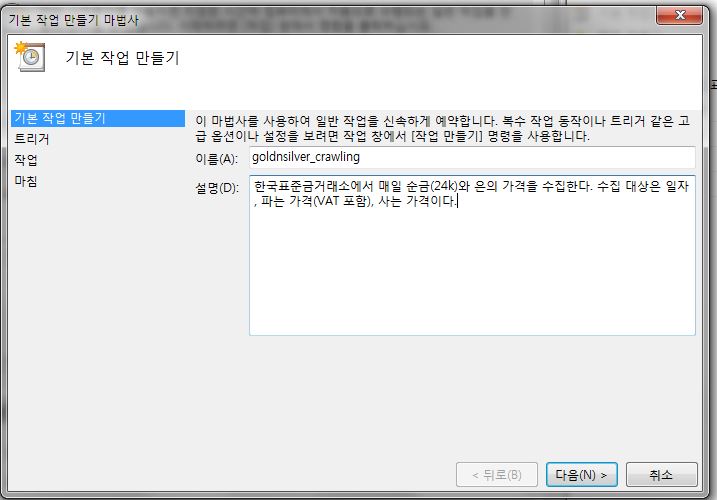 기본 작업 만들기 마법사
기본 작업 만들기
기본 작업 만들기
트리거
작업
마침
이 마법사를 사용하여 일반 작업을 신속하게 예약합니다. 복수 작업 동작이나 트리거 같은 고
급 옵션이나 설정을 보려면 작업 창에서 [작업 만들기] 명령을 사용합니다.
이름(A): goldnsilver_crawling
설명(D): 한국표준금거래소에서 매일 순금(24k)와 은의 가격을 수집한다. 수집 대상은 일자
, 파는 가격(VAT 포함), 사는 가격이다.
< 뒤로(B) 다음(N) > 취소